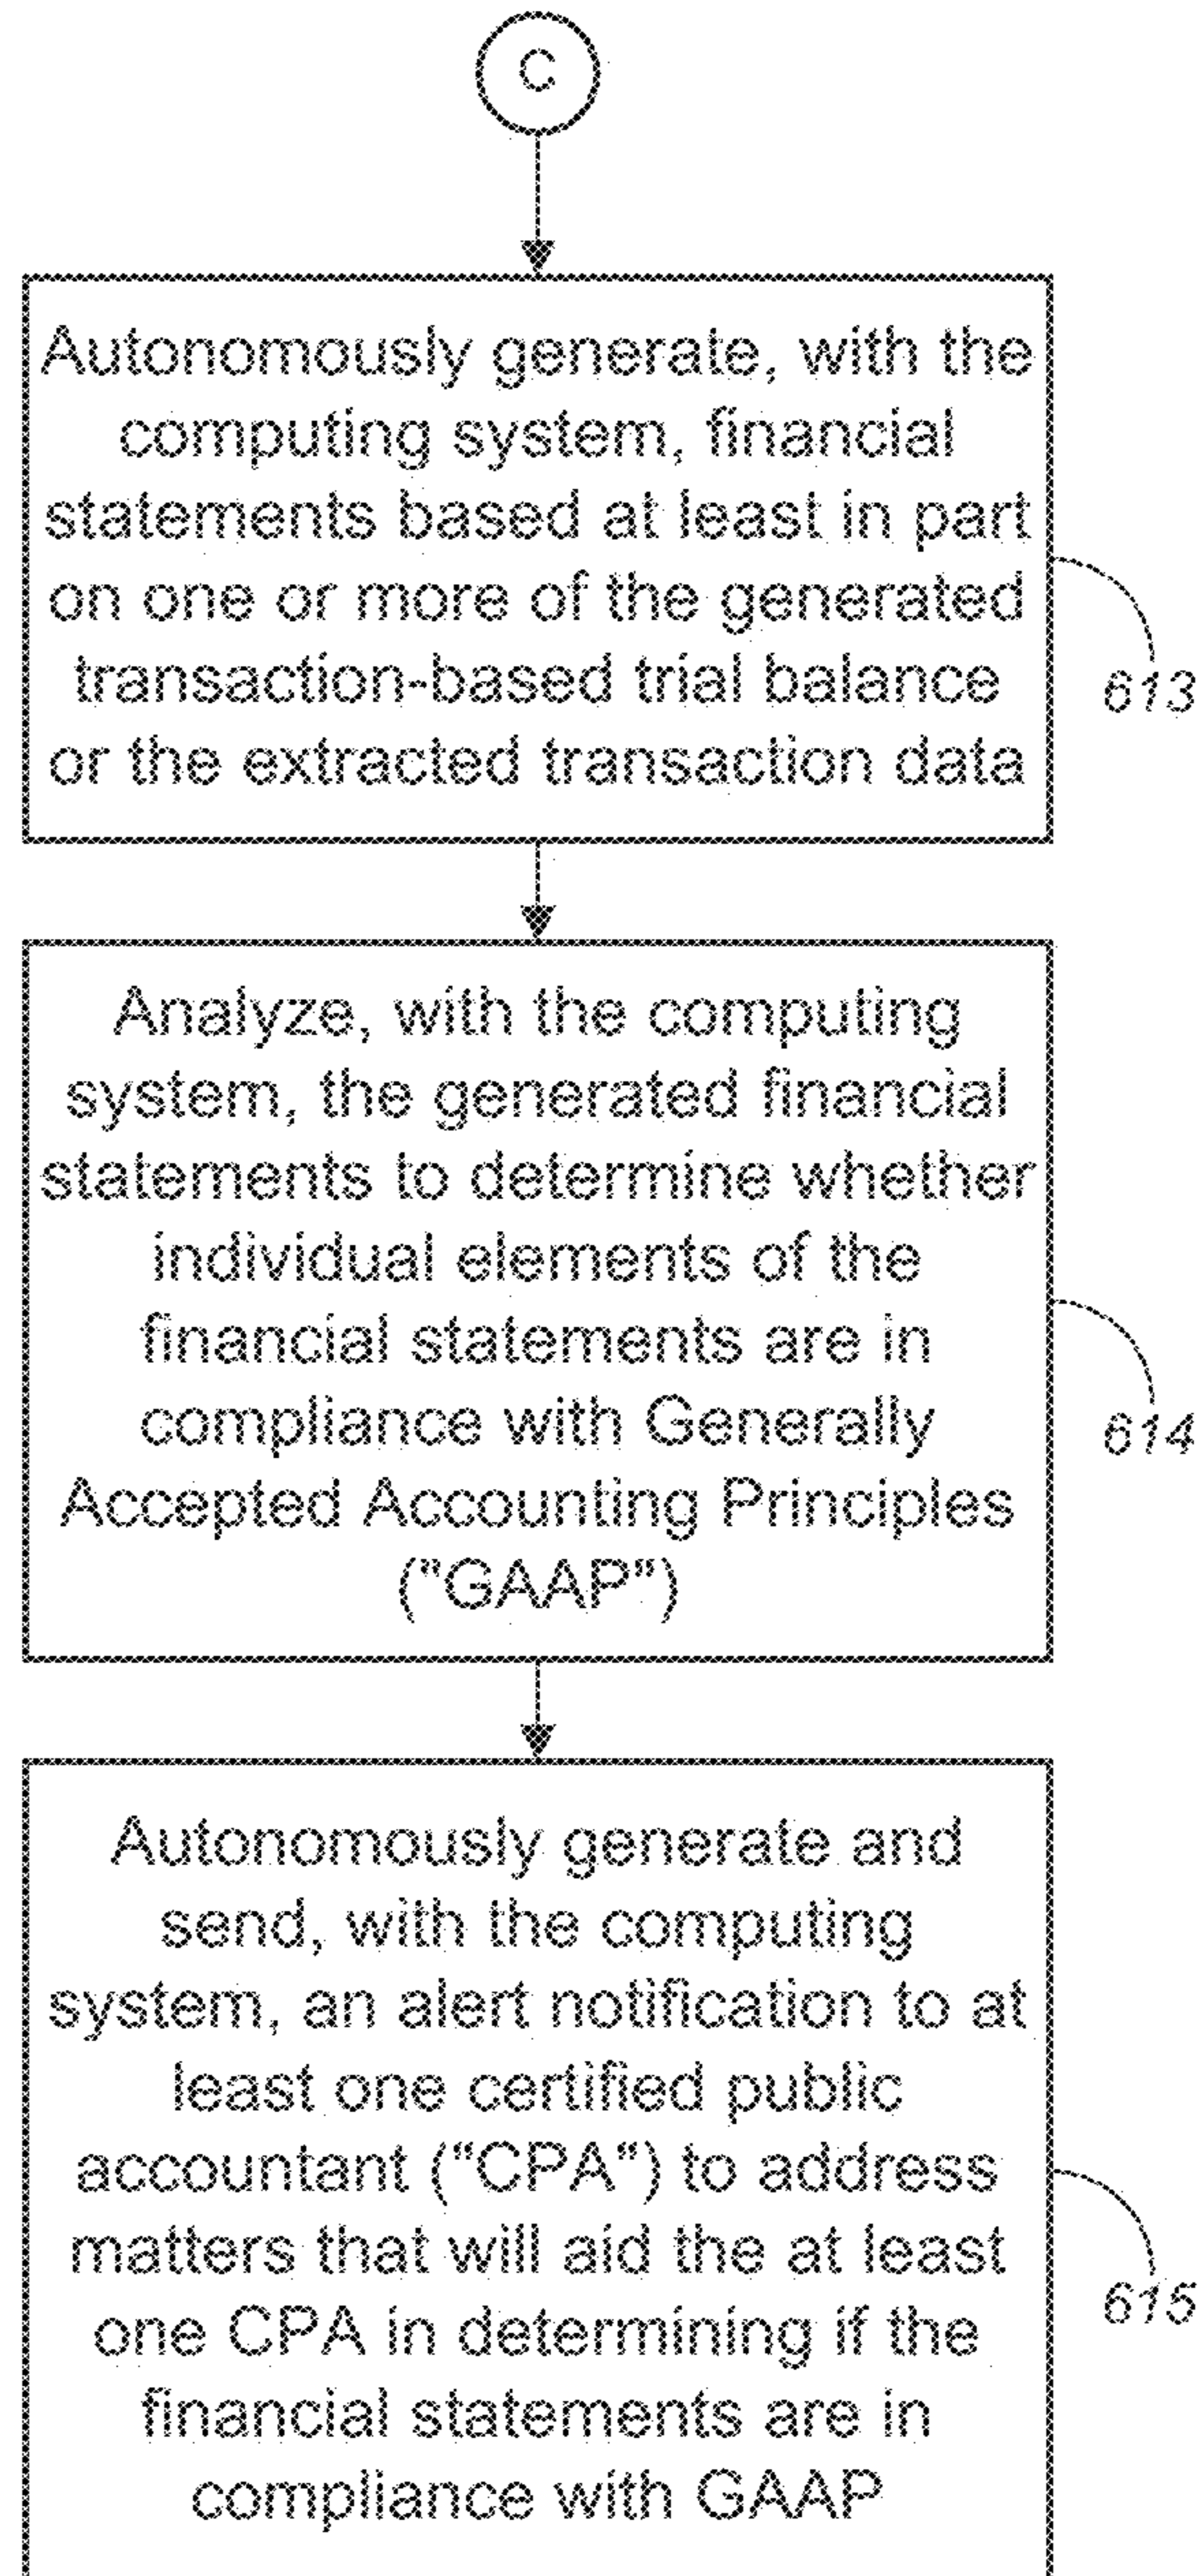 C
Autonomously generate, with the
computing system, financial
statements based at least in part
on one or more of the generated
transaction-based trial balance
or the extracted transaction data
613
Analyze, with the computing
system, the generated financial
statements to determine whether
individual elements of the
financial statements are in
compliance with Generally
Accepted Accounting Principles
("GAAP")
614
Autonomously generate and
send, with the computing
system, an alert notification to at
least one certified public
accountant ("CPA") to address
matters that will aid the at least
one CPA in determining if the
financial statements are in
compliance with GAAP
615